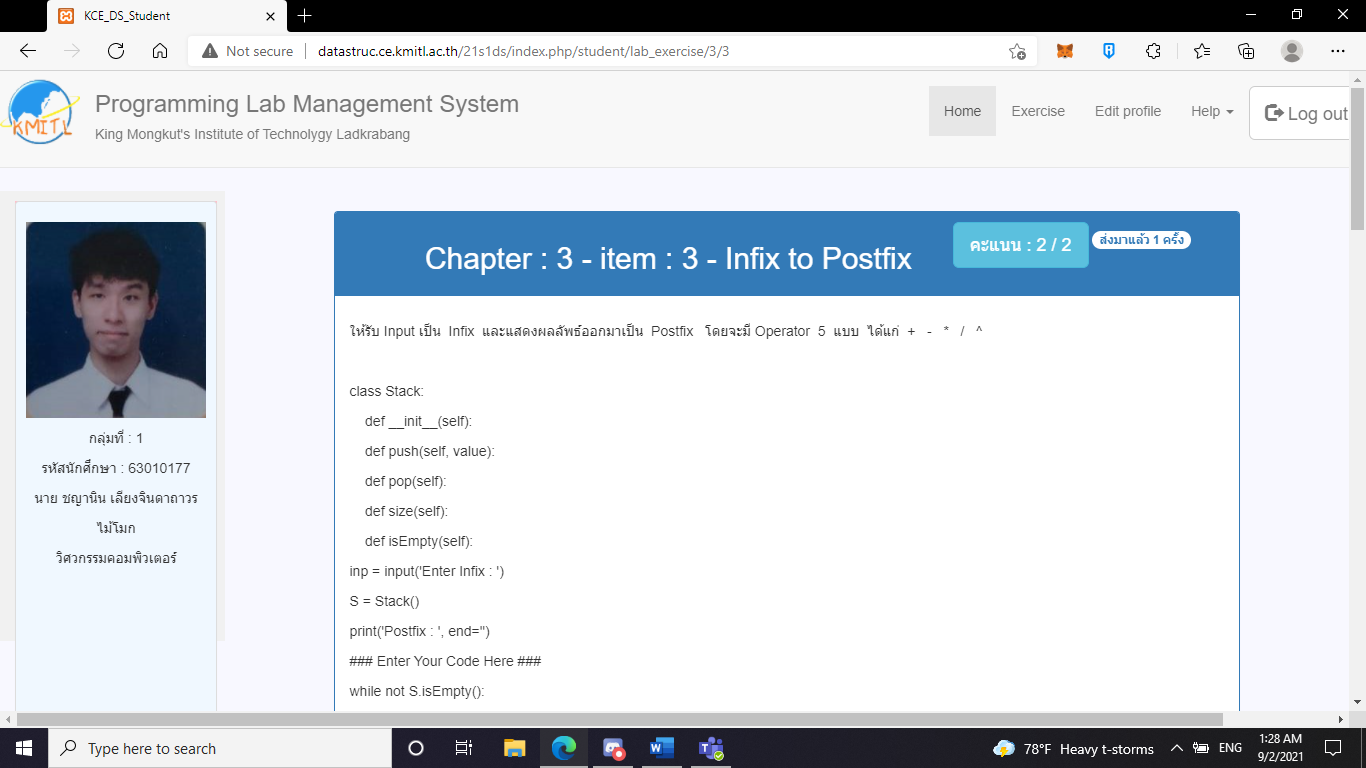 KCE_DS_Student
Not secure
datastruc.ce.kmitl.ac.th/21s1ds/index.php/student/lab_exercise/3/3
KMITL
Programming Lab Management System
King Mongkut's Institute of Technolygy Ladkrabang
Home
Exercise
Edit profile
Help
Log out
กลุ่มที่ : 1
รหัสนักศึกษา : 63010177
นาย ชญานิน เลียงจินดาถาวร
ไม้โมก
วิศวกรรมคอมพิวเตอร์
Chapter : 3 - item : 3 - Infix to Postfix
คะแนน : 2 / 2
ส่งมาแล้ว 1 ครั้ง
ให้รับ Input เป็น Infix และแสดงผลลัพธ์ออกมาเป็น Postfix โดยจะมี Operator 5 แบบ ได้แก่ + - * / ^
class Stack:
def __init__(self):
def push(self, value):
def pop(self):
def size(self):
def isEmpty(self):
inp = input('Enter Infix : ')
S = Stack()
print('Postfix : ', end='')
### Enter Your Code Here ###
while not S.isEmpty():
Type here to search
78°F Heavy t-storms
ENG
1:28 AM
9/2/2021